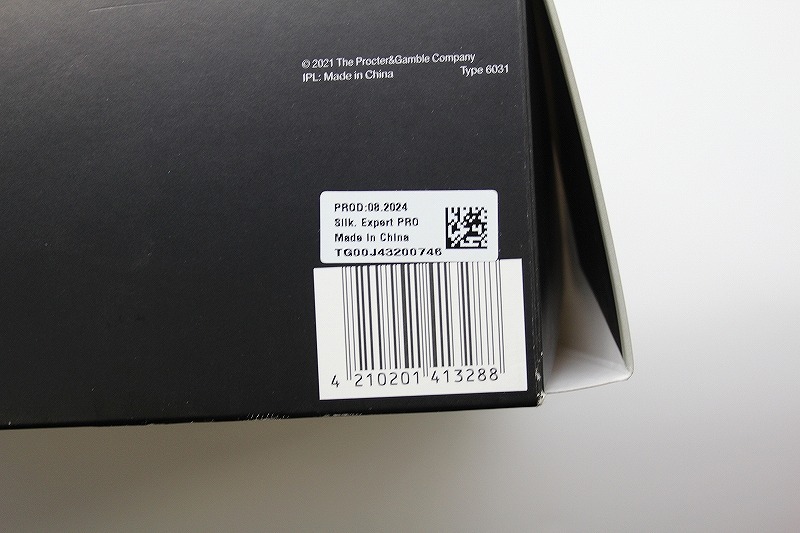 © 2021 The Procter&Gamble Company
IPL: Made in China Type 6031
PROD:08.2024
Silk. Expert PRO
Made in China
TG00J43200746
4 210201 413288